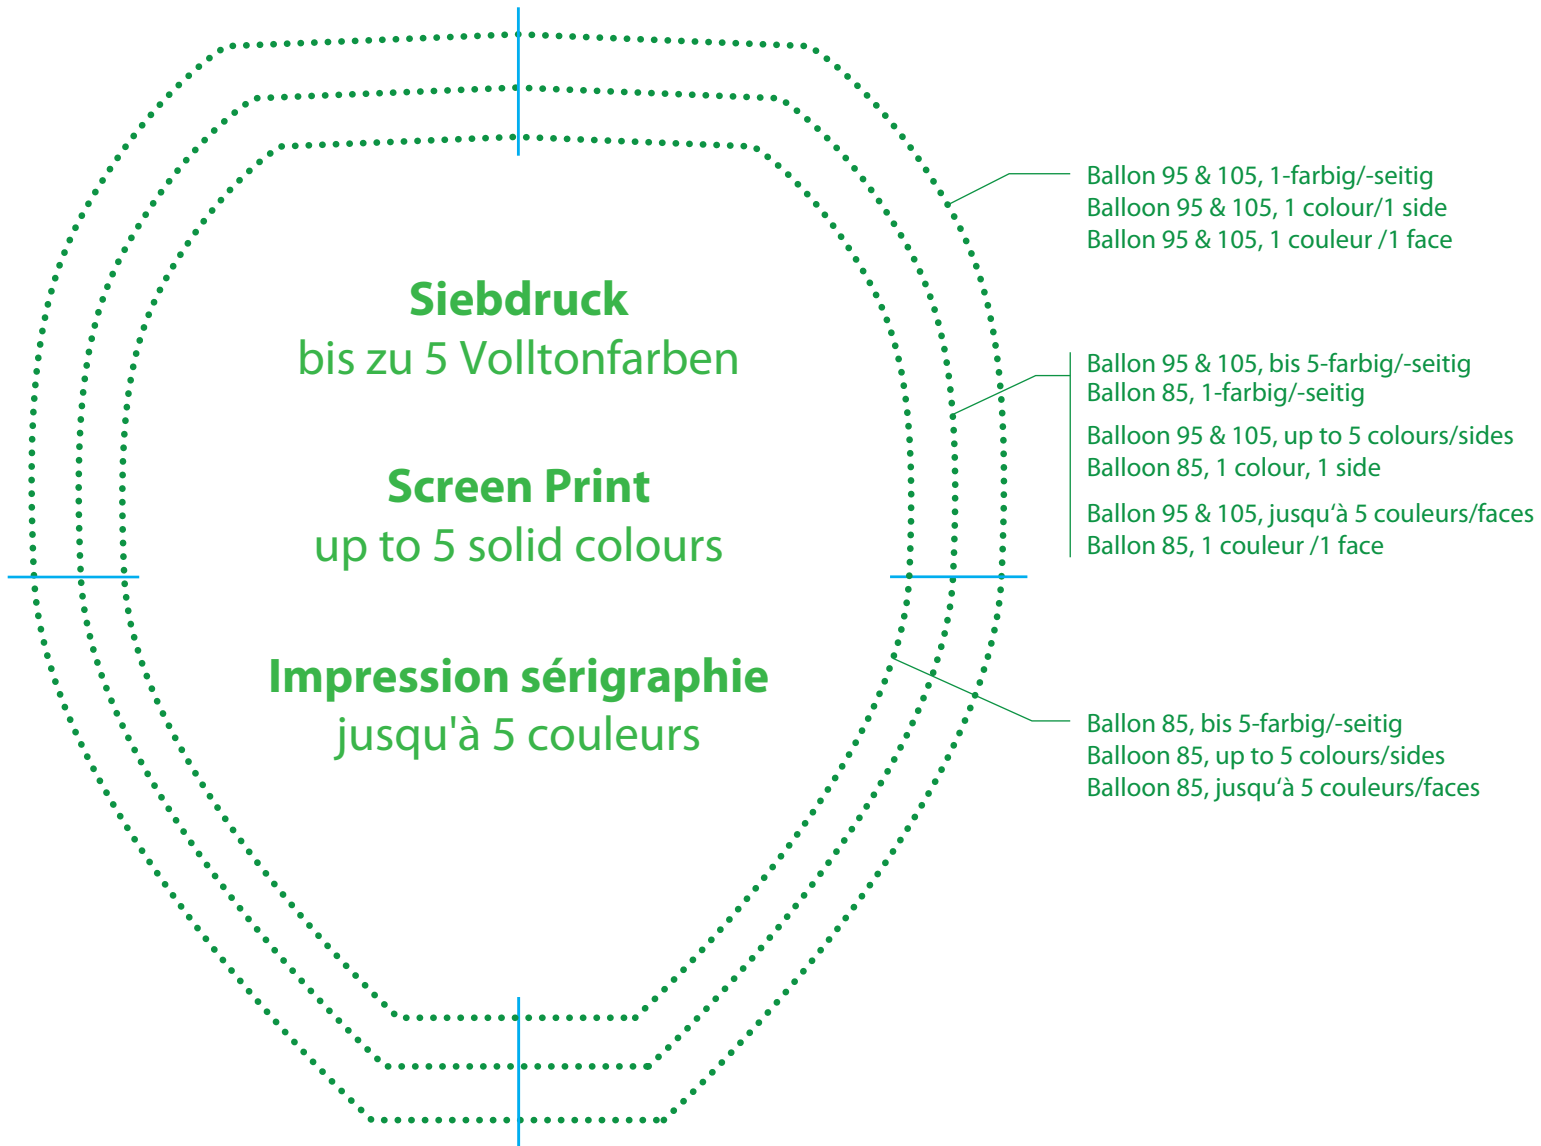 Siebdruck
bis zu 5 Volltonfarben
Screen Print
up to 5 solid colours
Impression sérigraphie
jusqu'à 5 couleurs
Ballon 95 & 105, 1-farbig/-seitig
Balloon 95 & 105, 1 colour/1 side
Ballon 95 & 105, 1 couleur /1 face
Ballon 95 & 105, bis 5-farbig/-seitig
Ballon 85, 1-farbig/-seitig
Balloon 95 & 105, up to 5 colours/sides
Balloon 85, 1 colour, 1 side
Ballon 95 & 105, jusqu‘à 5 couleurs/faces
Ballon 85, 1 couleur /1 face
Ballon 85, bis 5-farbig/-seitig
Balloon 85, up to 5 colours/sides
Balloon 85, jusqu‘à 5 couleurs/faces